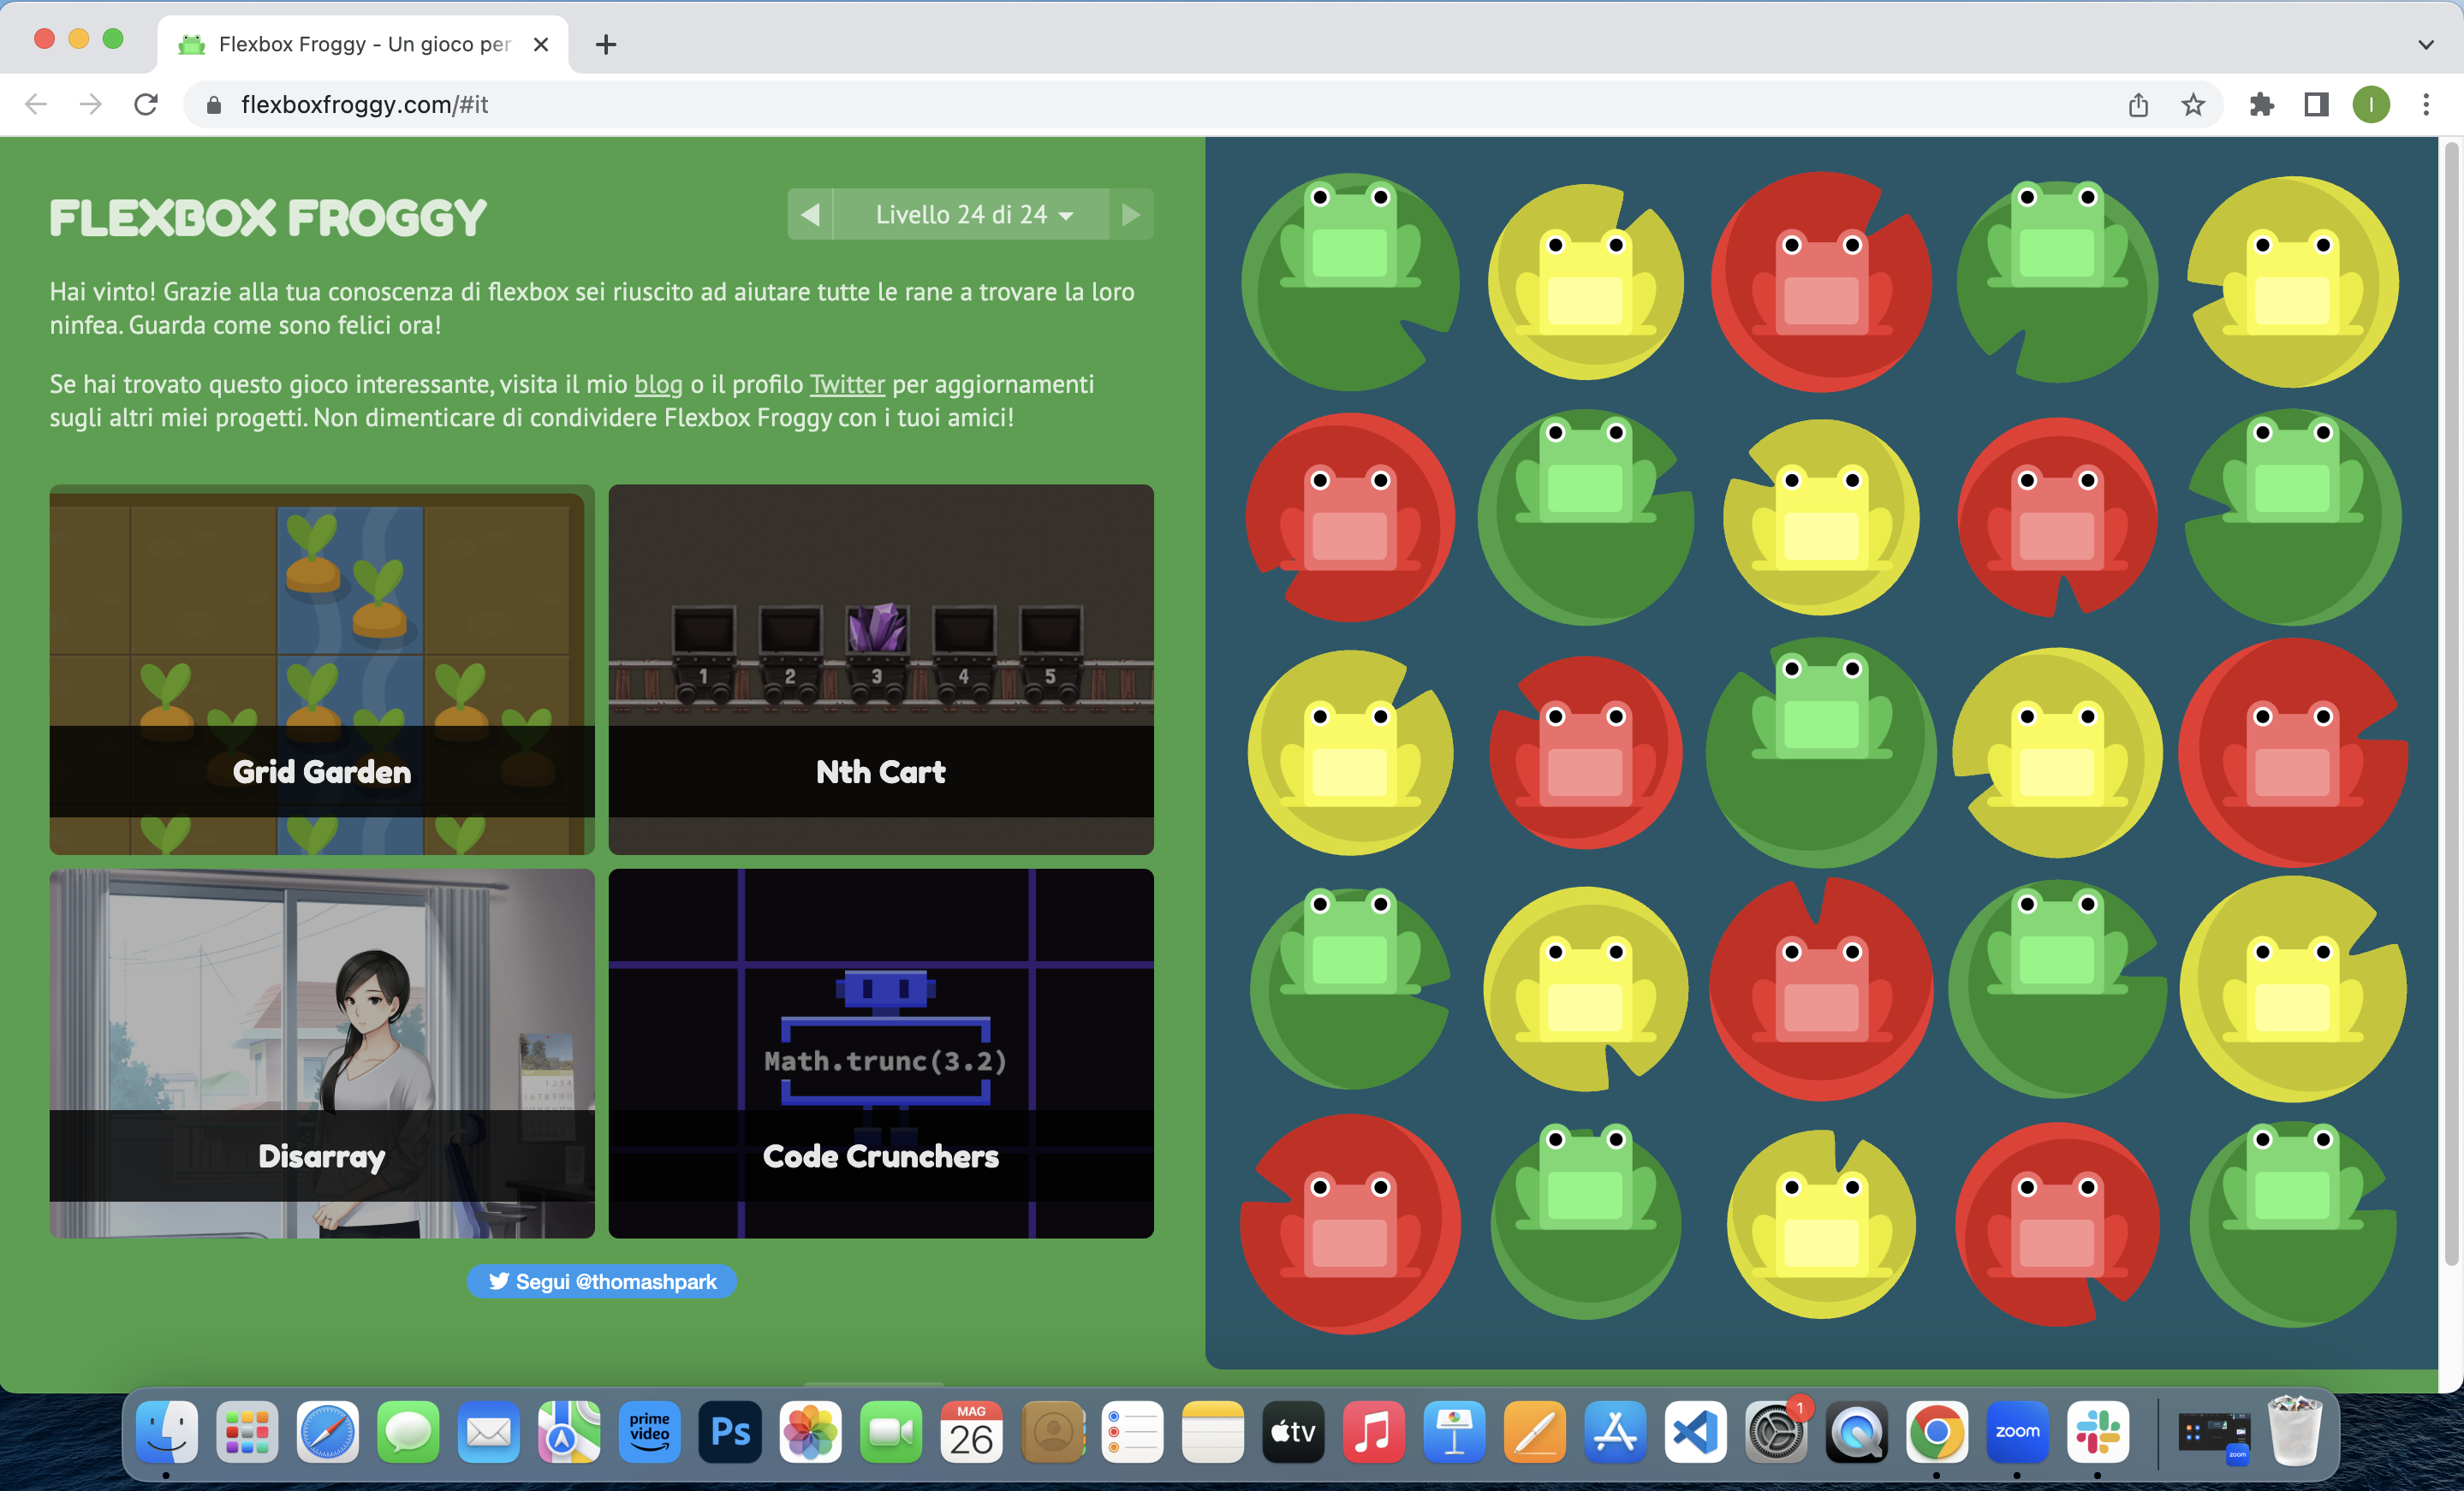 Flexbox Froggy - Un gioco per
flexboxfroggy.com/#it
I
FLEXBOX FROGGY
Livello 24 di 24
Hai vinto! Grazie alla tua conoscenza di flexbox sei riuscito ad aiutare tutte le rane a trovare la loro
ninfea. Guarda come sono felici ora!
Se hai trovato questo gioco interessante, visita il mio blog o il profilo Twitter per aggiornamenti
sugli altri miei progetti. Non dimenticare di condividere Flexbox Froggy con i tuoi amici!
1 2 3 4 5
Grid Garden
Nth Cart
Math.trunc(3.2)
Disarray
Code Crunchers
Segui @thomashpark
prime
video
Ps
MAG
26
tv
1
zoom
zoom